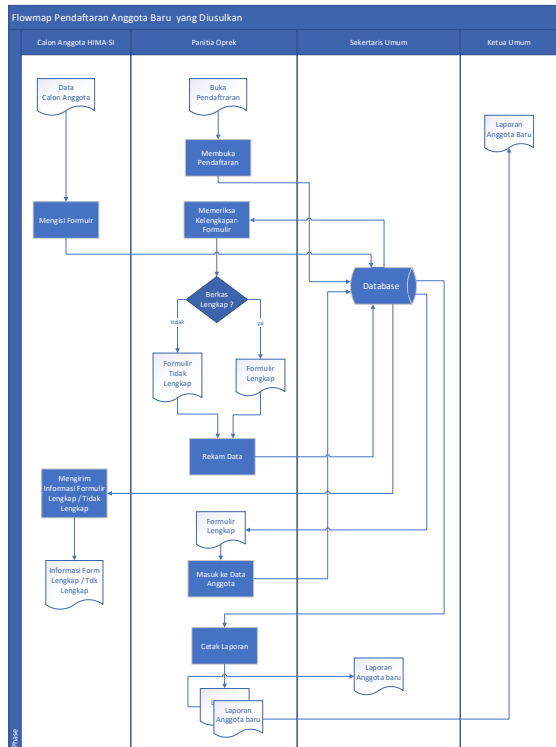 Flowmap Pendaftaran Anggota Baru yang Diusulkan
Calon Anggota HIMA-SI
Panitia Oprek
Sekertaris Umum
Ketua Umum
Data
Calon Anggota
Buka
Pendaftraran
Laporan
Anggota Baru
Membuka
Pendaftaran
Mengisi Formuir
Memeriksa
Kelengkapan
Formulir
Database
Berkas
Lengkap ?
tidak
ya
Formulir
Tidak
Lengkap
Formulir
Lengkap
Rekam Data
Mengirim
Informasi Formulir
Lengkap / Tidak
Lengkap
Formulir
Lengkap
Informasi Form
Lengkap / Tdk
Lengkap
Masuk ke Data
Anggota
Cetak Laporan
Laporan
Anggota baru
Laporan
Anggota baru
Phase